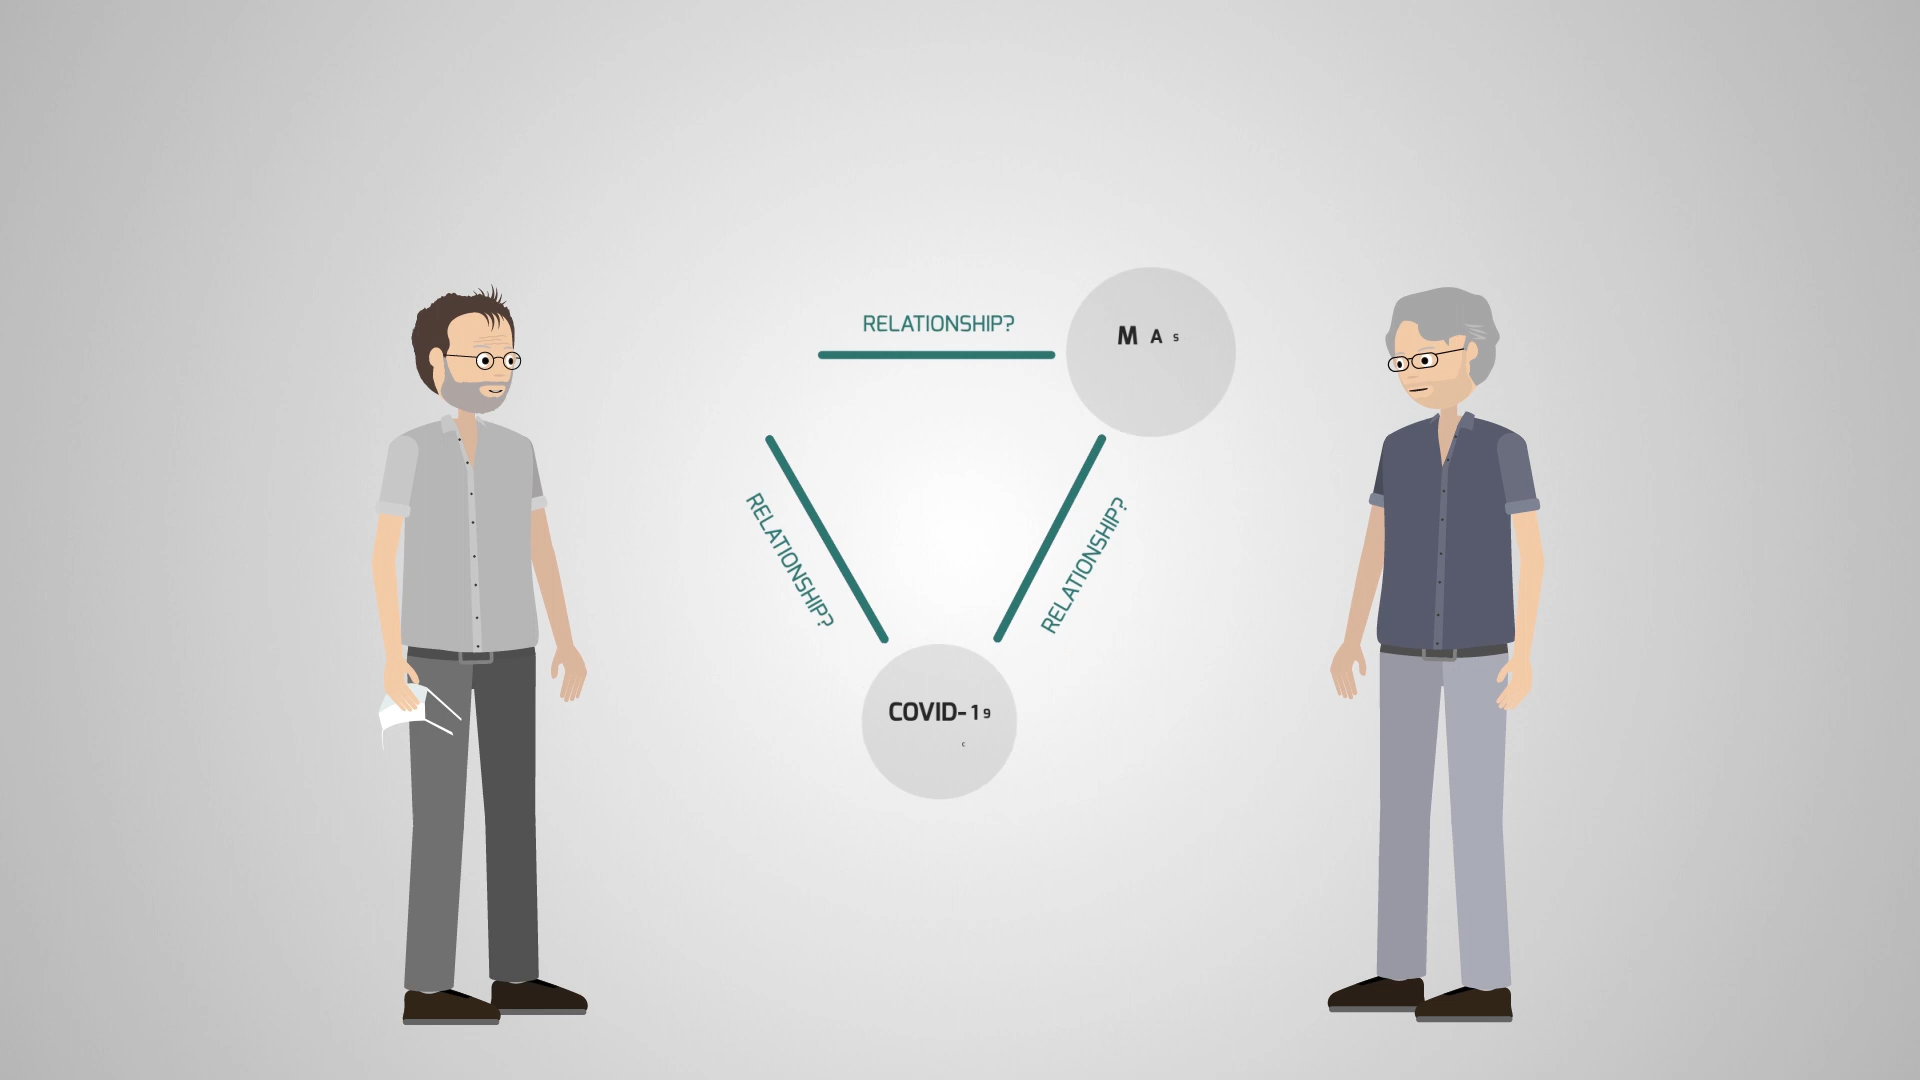 RELATIONSHIP?
M A S
RELATIONSHIP?
RELATIONSHIP?
COVID-19
c